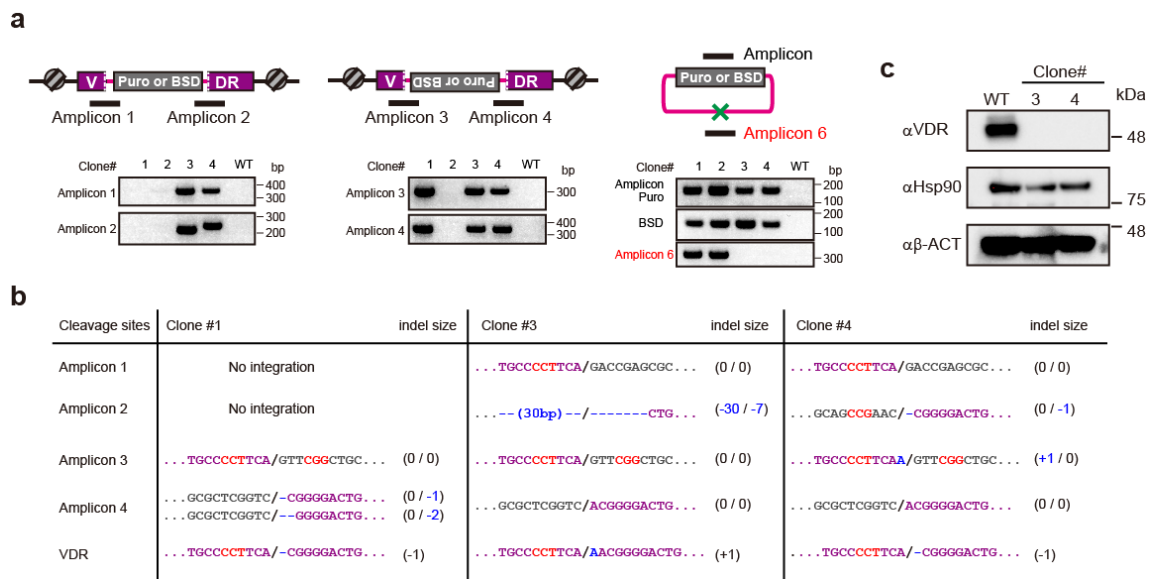 a
V
Puro or BSD
DR
Amplicon 1
Amplicon 2
Clone#
1 2 3 4 WT
bp
Amplicon 1
400
300
Amplicon 2
300
200
V
Puro or BSD
DR
Amplicon 3
Amplicon 4
Clone#
1 2 3 4 WT
bp
Amplicon 3
300
Amplicon 4
400
300
Amplicon
Puro or BSD
Amplicon 6
Clone#
1 2 3 4 WT
bp
Amplicon
Puro
200
100
BSD
200
100
Amplicon 6
300
c
Clone#
WT 3 4
kDa
αVDR
48
αHsp90
75
αβ-ACT
48
b
Cleavage sites Clone #1 indel size Clone #3 indel size Clone #4 indel size
Amplicon 1 No integration ...TGCCCCTTCA/GACCGAGCGC... (0 / 0) ...TGCCCCTTCA/GACCGAGCGC... (0 / 0)
Amplicon 2 No integration ...--(30bp)--/-------CTG... (-30 / -7) GCAGCCGAAC/-CGGGGACTG... (0 / -1)
Amplicon 3 ...TGCCCCTTCA/GTTCGGCTGC... (0 / 0) ...TGCCCCTTCA/GTTCGGCTGC... (0 / 0) ...TGCCCCTTCAA/GTTCGGCTGC... (+1 / 0)
Amplicon 4 ...GCGCTCGGTC/-CGGGGACTG... (0 / -1) ...GCGCTCGGTC/ACGGGGACTG... (0 / 0) ...GCGCTCGGTC/ACGGGGACTG... (0 / 0)
...GCGCTCGGTC/--GGGGACTG... (0 / -2)
VDR ...TGCCCCTTCA/-CGGGGACTG... (-1) ...TGCCCCTTCA/AACGGGGACTG... (+1) ...TGCCCCTTCA/-CGGGGACTG... (-1)